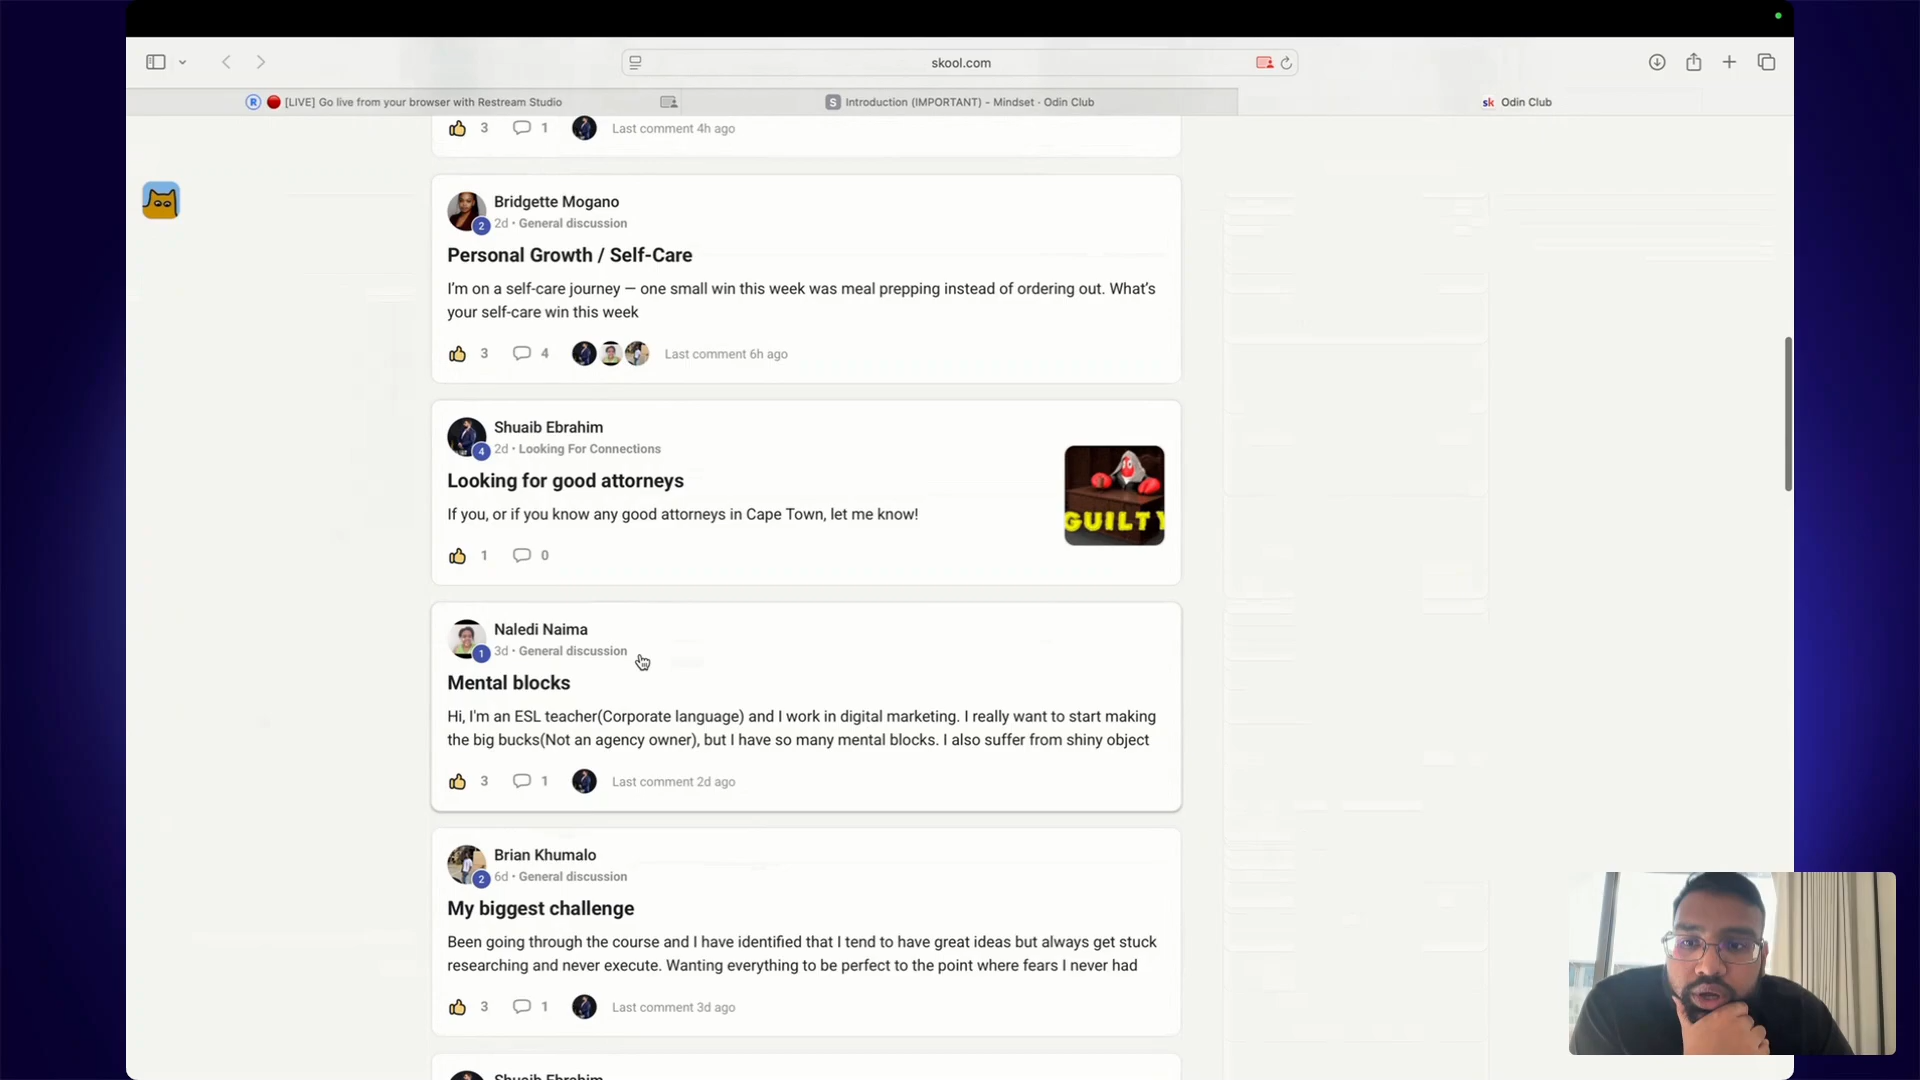 skool.com
R [LIVE] Go live from your browser with Restream Studio
S Introduction (IMPORTANT) – Mindset · Odin Club
sk Odin Club
3 1 Last comment 4h ago
Bridgette Mogano
2 2d • General discussion
Personal Growth / Self-Care
I'm on a self-care journey — one small win this week was meal prepping instead of ordering out. What's
your self-care win this week
3 4 Last comment 6h ago
Shuaib Ebrahim
4 2d • Looking For Connections
Looking for good attorneys
If you, or if you know any good attorneys in Cape Town, let me know!
GUILTY
1 0
Naledi Naima
1 3d • General discussion
Mental blocks
Hi, I'm an ESL teacher(Corporate language) and I work in digital marketing. I really want to start making
the big bucks(Not an agency owner), but I have so many mental blocks. I also suffer from shiny object
3 1 Last comment 2d ago
Brian Khumalo
2 6d • General discussion
My biggest challenge
Been going through the course and I have identified that I tend to have great ideas but always get stuck
researching and never execute. Wanting everything to be perfect to the point where fears I never had
3 1 Last comment 3d ago
Shuaib Ebrahim